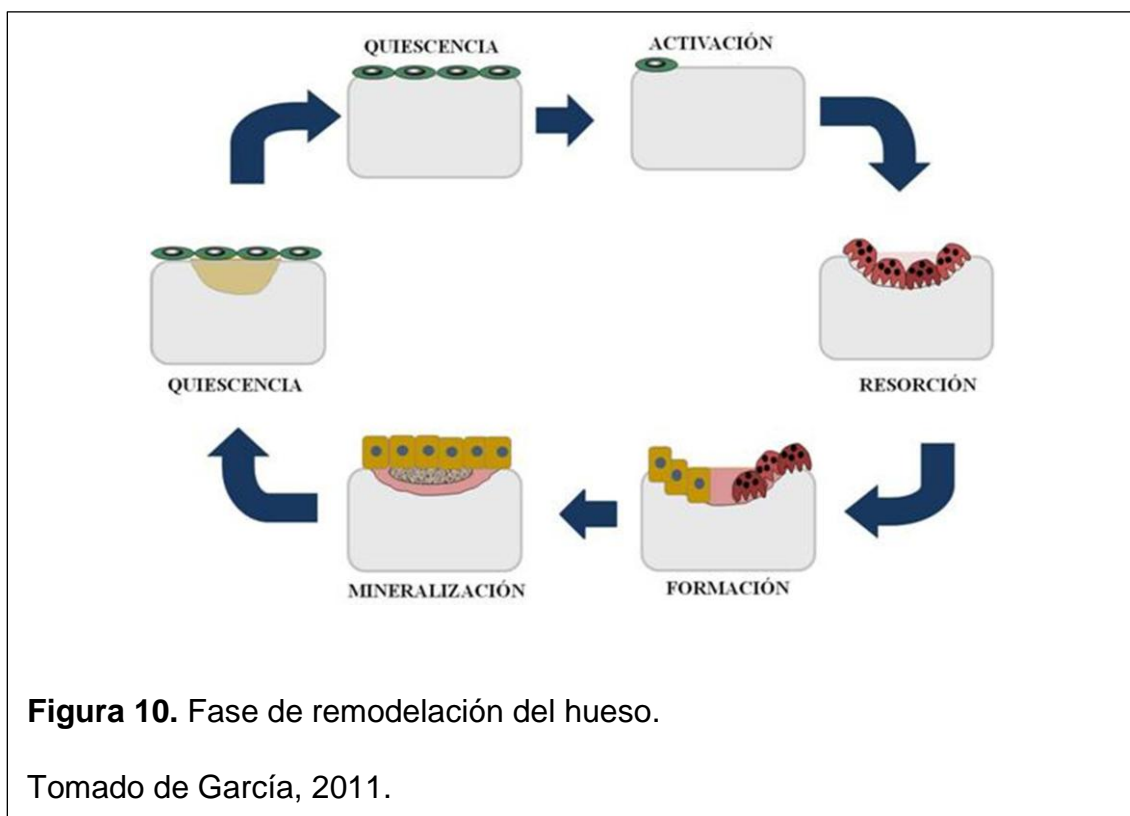 QUIESCENCIA
ACTIVACIÓN
RESORCIÓN
FORMACIÓN
MINERALIZACIÓN
QUIESCENCIA
Figura 10. Fase de remodelación del hueso.
Tomado de García, 2011.